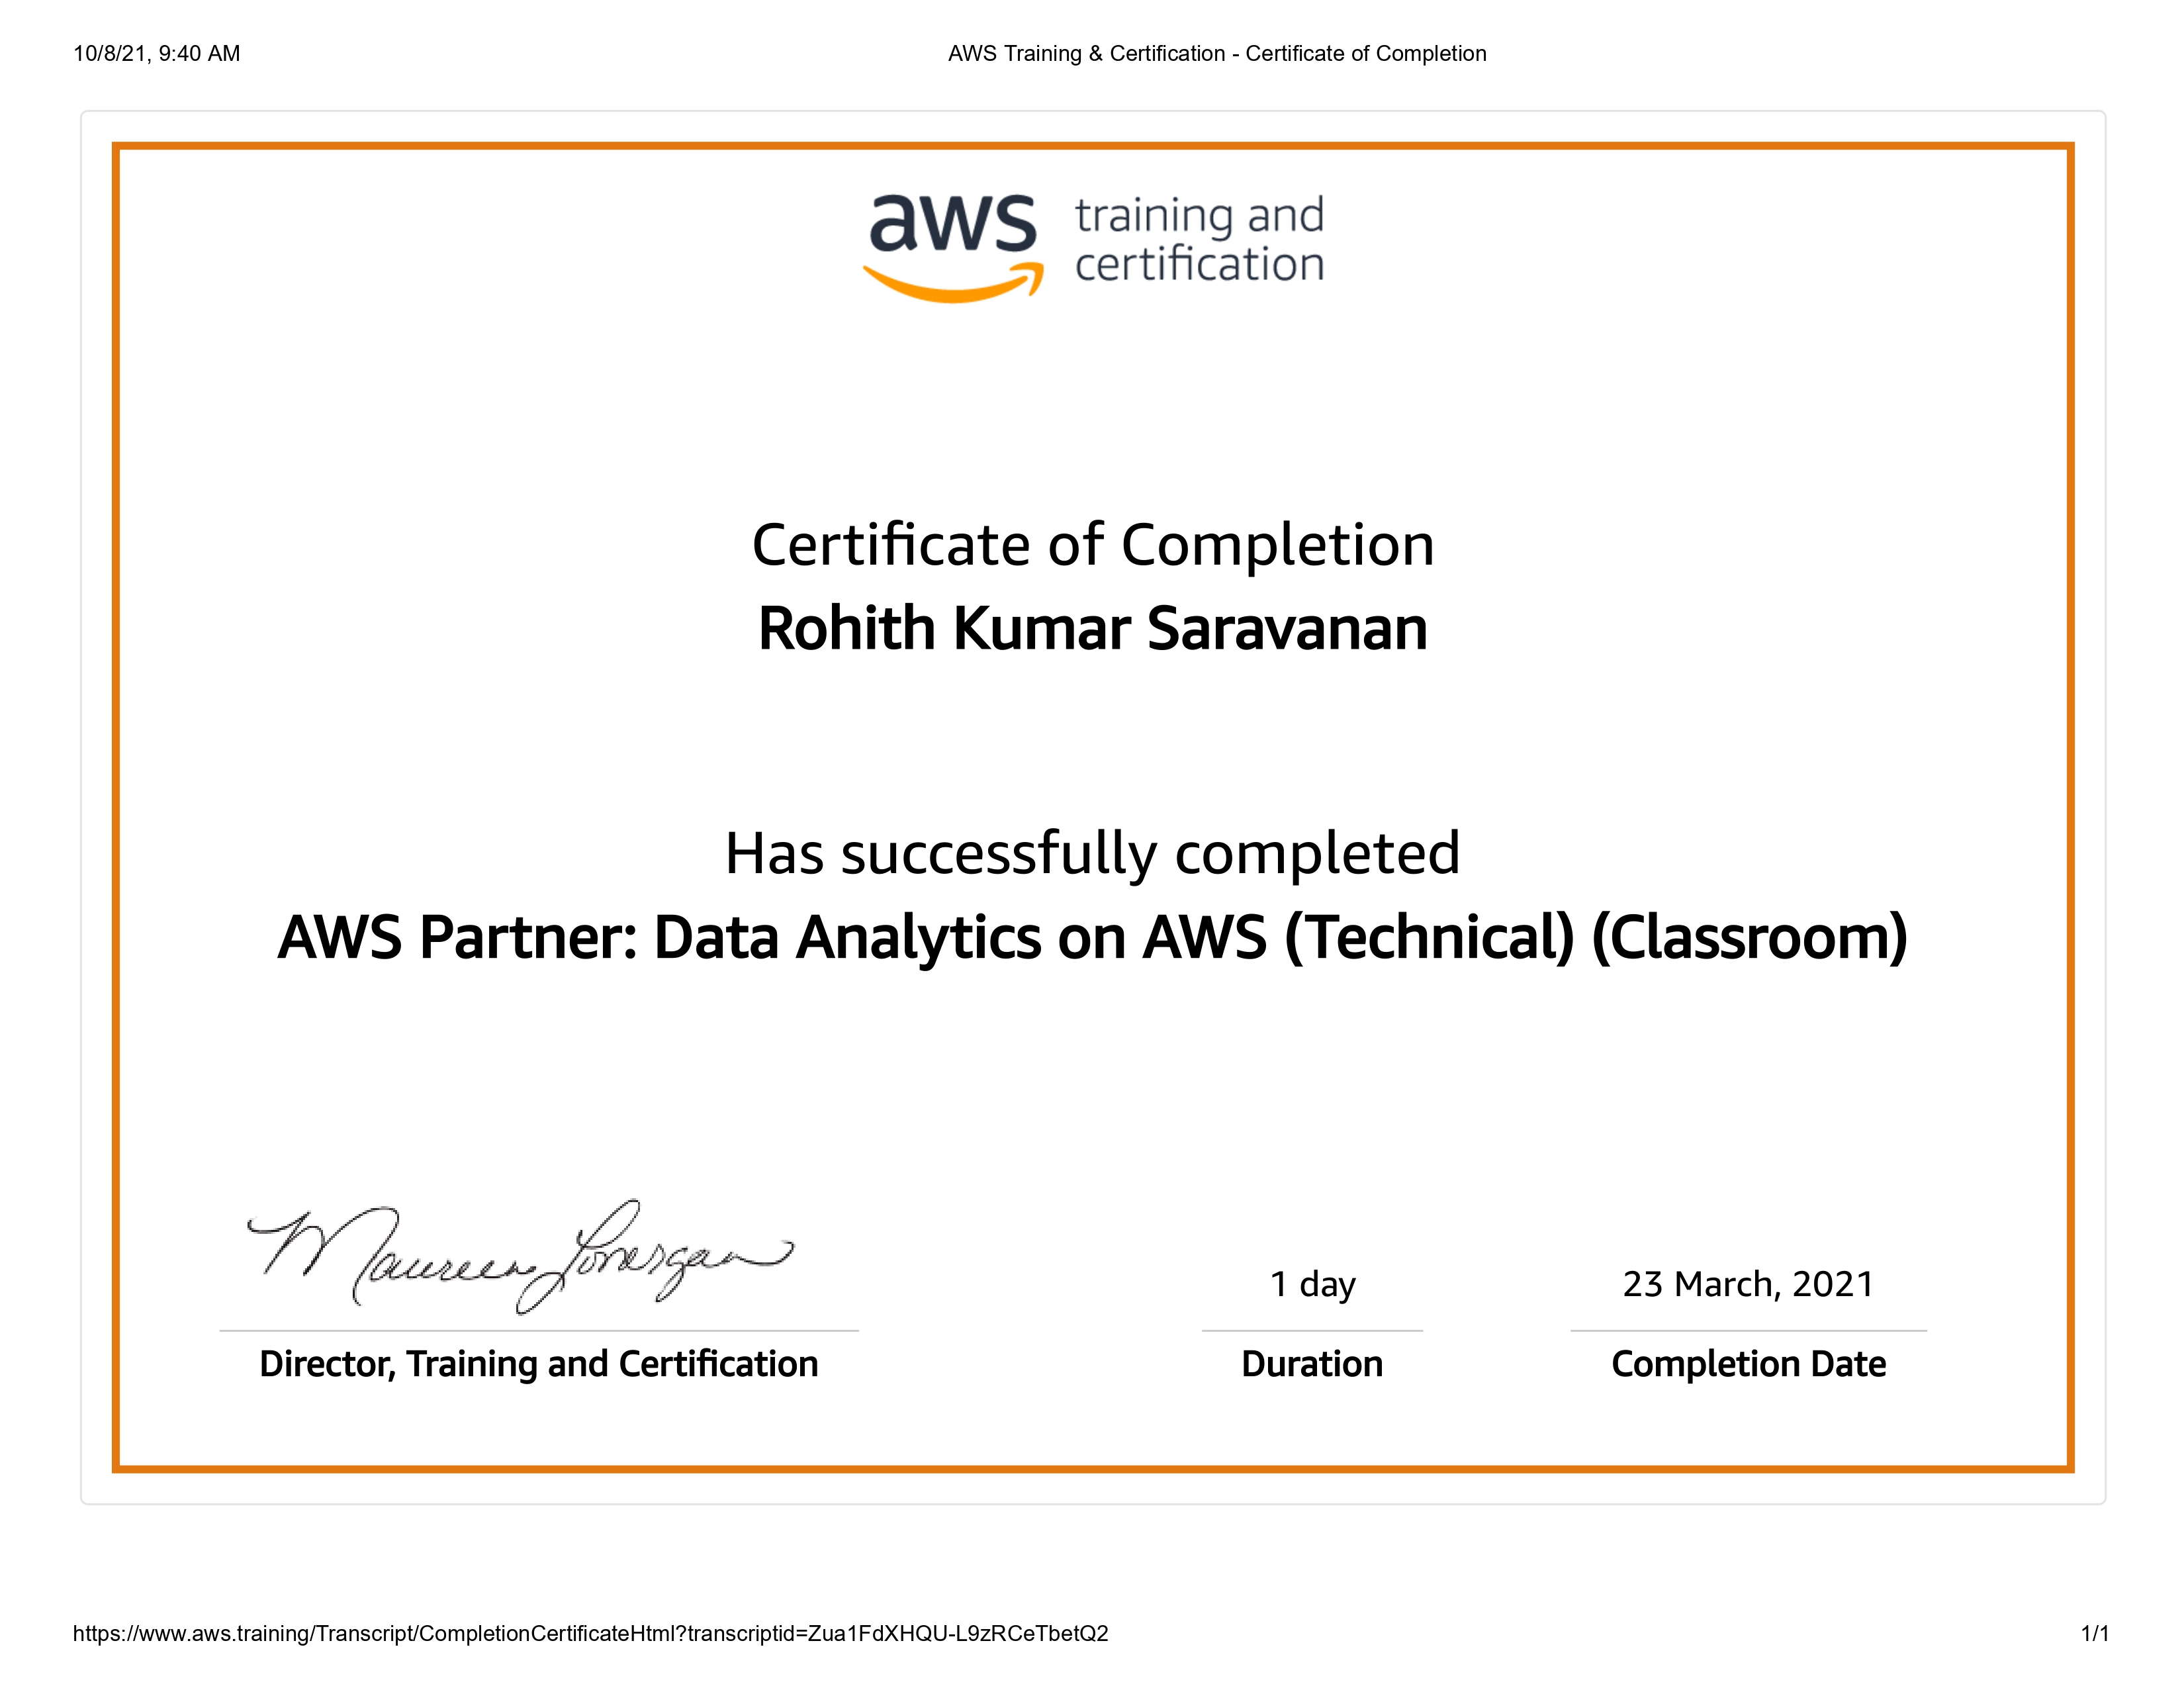 10/8/21, 9:40 AM
AWS Training & Certification - Certificate of Completion
aws training and
certification
Certificate of Completion
Rohith Kumar Saravanan
Has successfully completed
AWS Partner: Data Analytics on AWS (Technical) (Classroom)
Maureen Lonergan
1 day
23 March, 2021
Director, Training and Certification
Duration
Completion Date
https://www.aws.training/Transcript/CompletionCertificateHtml?transcriptid=Zua1FdXHQU-L9zRCeTbetQ2
1/1